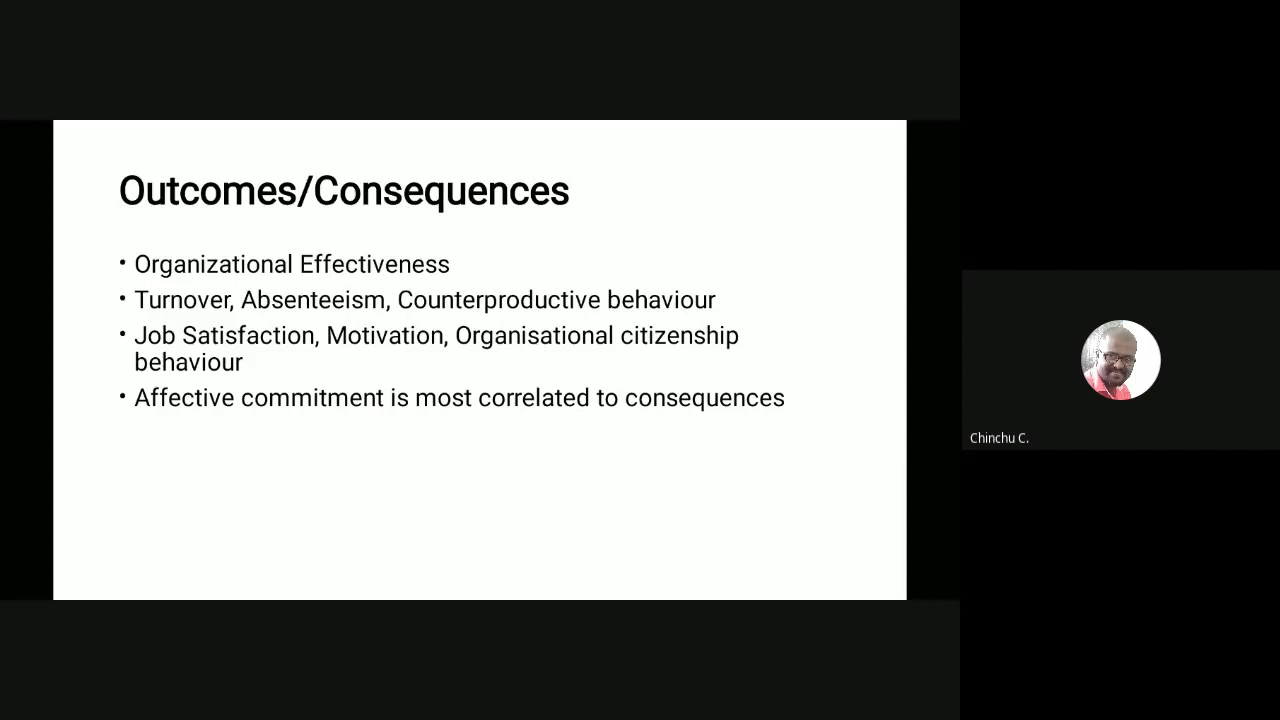 Outcomes/Consequences
• Organizational Effectiveness
• Turnover, Absenteeism, Counterproductive behaviour
• Job Satisfaction, Motivation, Organisational citizenship
behaviour
• Affective commitment is most correlated to consequences
Chinchu C.